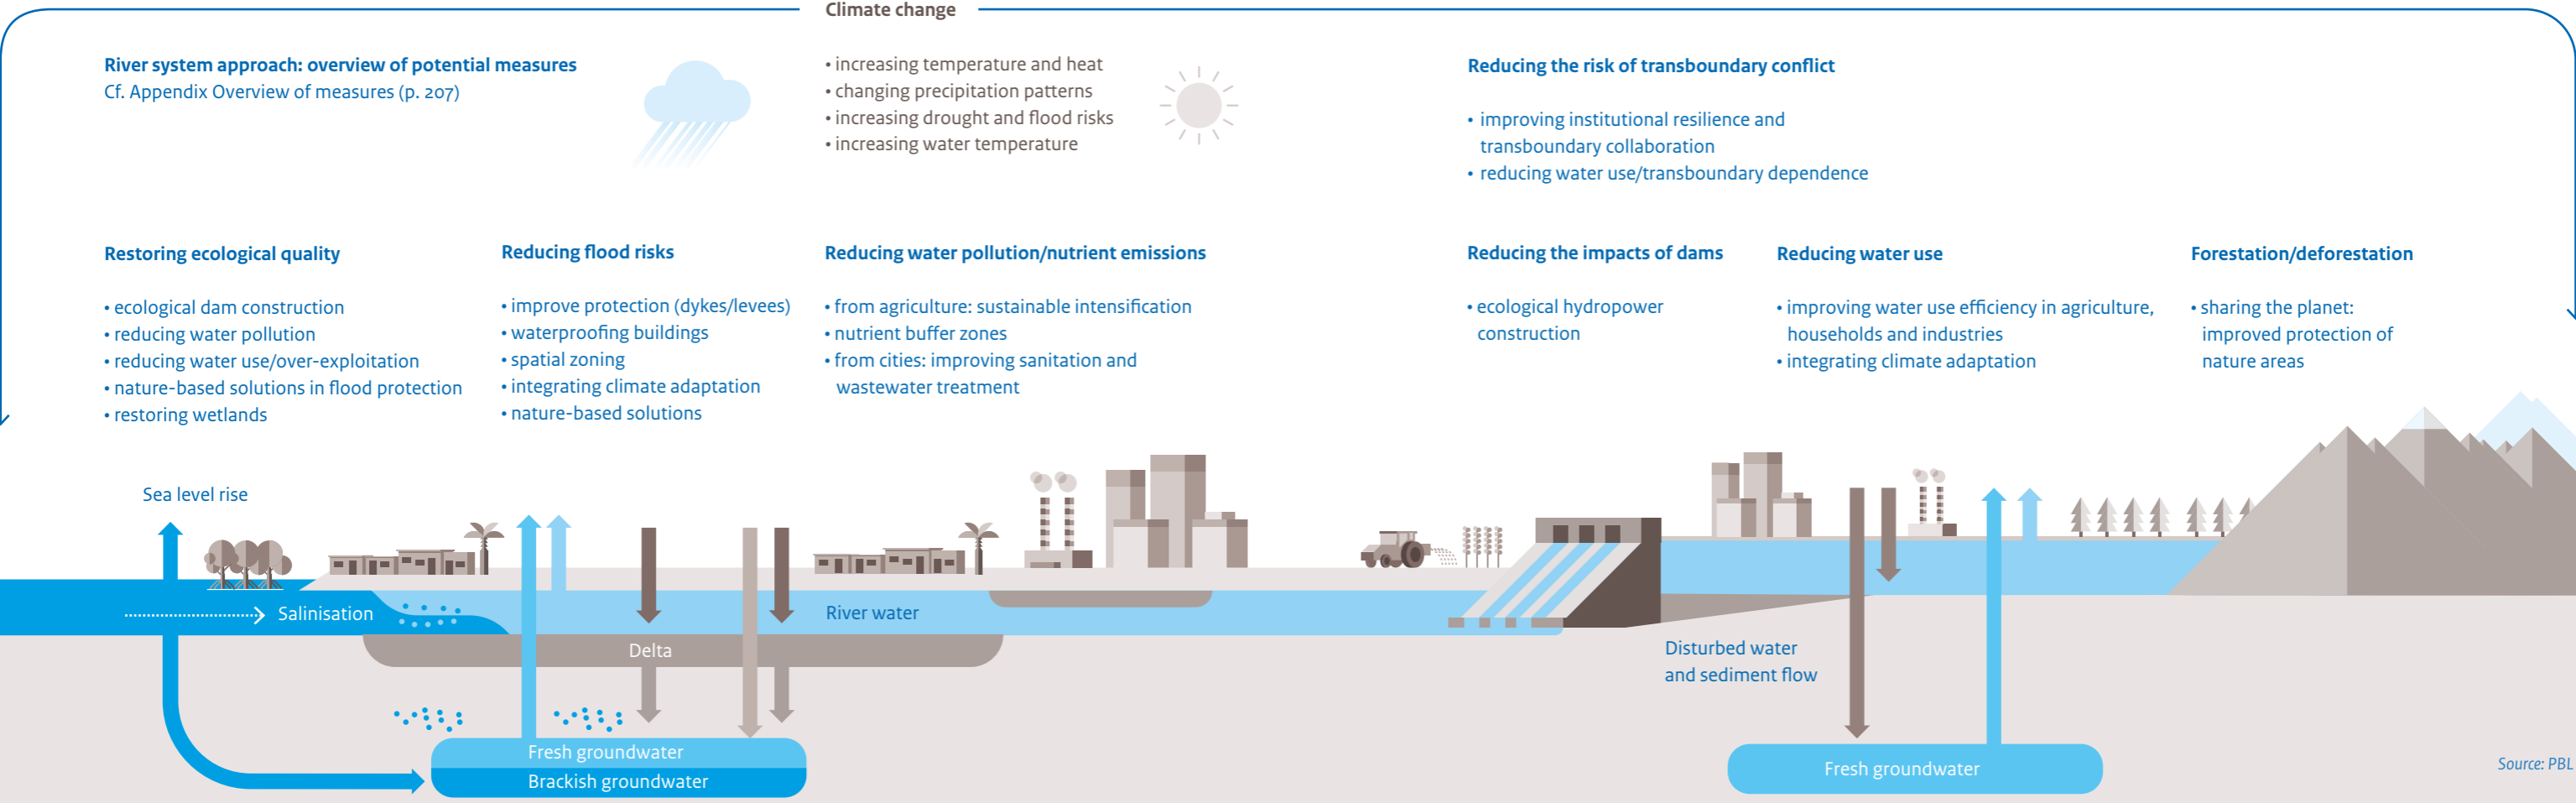 Climate change
River system approach: overview of potential measures
Cf. Appendix Overview of measures (p. 207)
• increasing temperature and heat
• changing precipitation patterns
• increasing drought and flood risks
• increasing water temperature
Reducing the risk of transboundary conflict
• improving institutional resilience and
transboundary collaboration
• reducing water use/transboundary dependence
Restoring ecological quality
• ecological dam construction
• reducing water pollution
• reducing water use/over-exploitation
• nature-based solutions in flood protection
• restoring wetlands
Reducing flood risks
• improve protection (dykes/levees)
• waterproofing buildings
• spatial zoning
• integrating climate adaptation
• nature-based solutions
Reducing water pollution/nutrient emissions
• from agriculture: sustainable intensification
• nutrient buffer zones
• from cities: improving sanitation and
wastewater treatment
Reducing the impacts of dams
• ecological hydropower
construction
Reducing water use
• improving water use efficiency in agriculture,
households and industries
• integrating climate adaptation
Forestation/deforestation
• sharing the planet:
improved protection of
nature areas
Sea level rise
Salinisation
River water
Delta
Disturbed water
and sediment flow
Fresh groundwater
Brackish groundwater
Fresh groundwater
Source: PBL